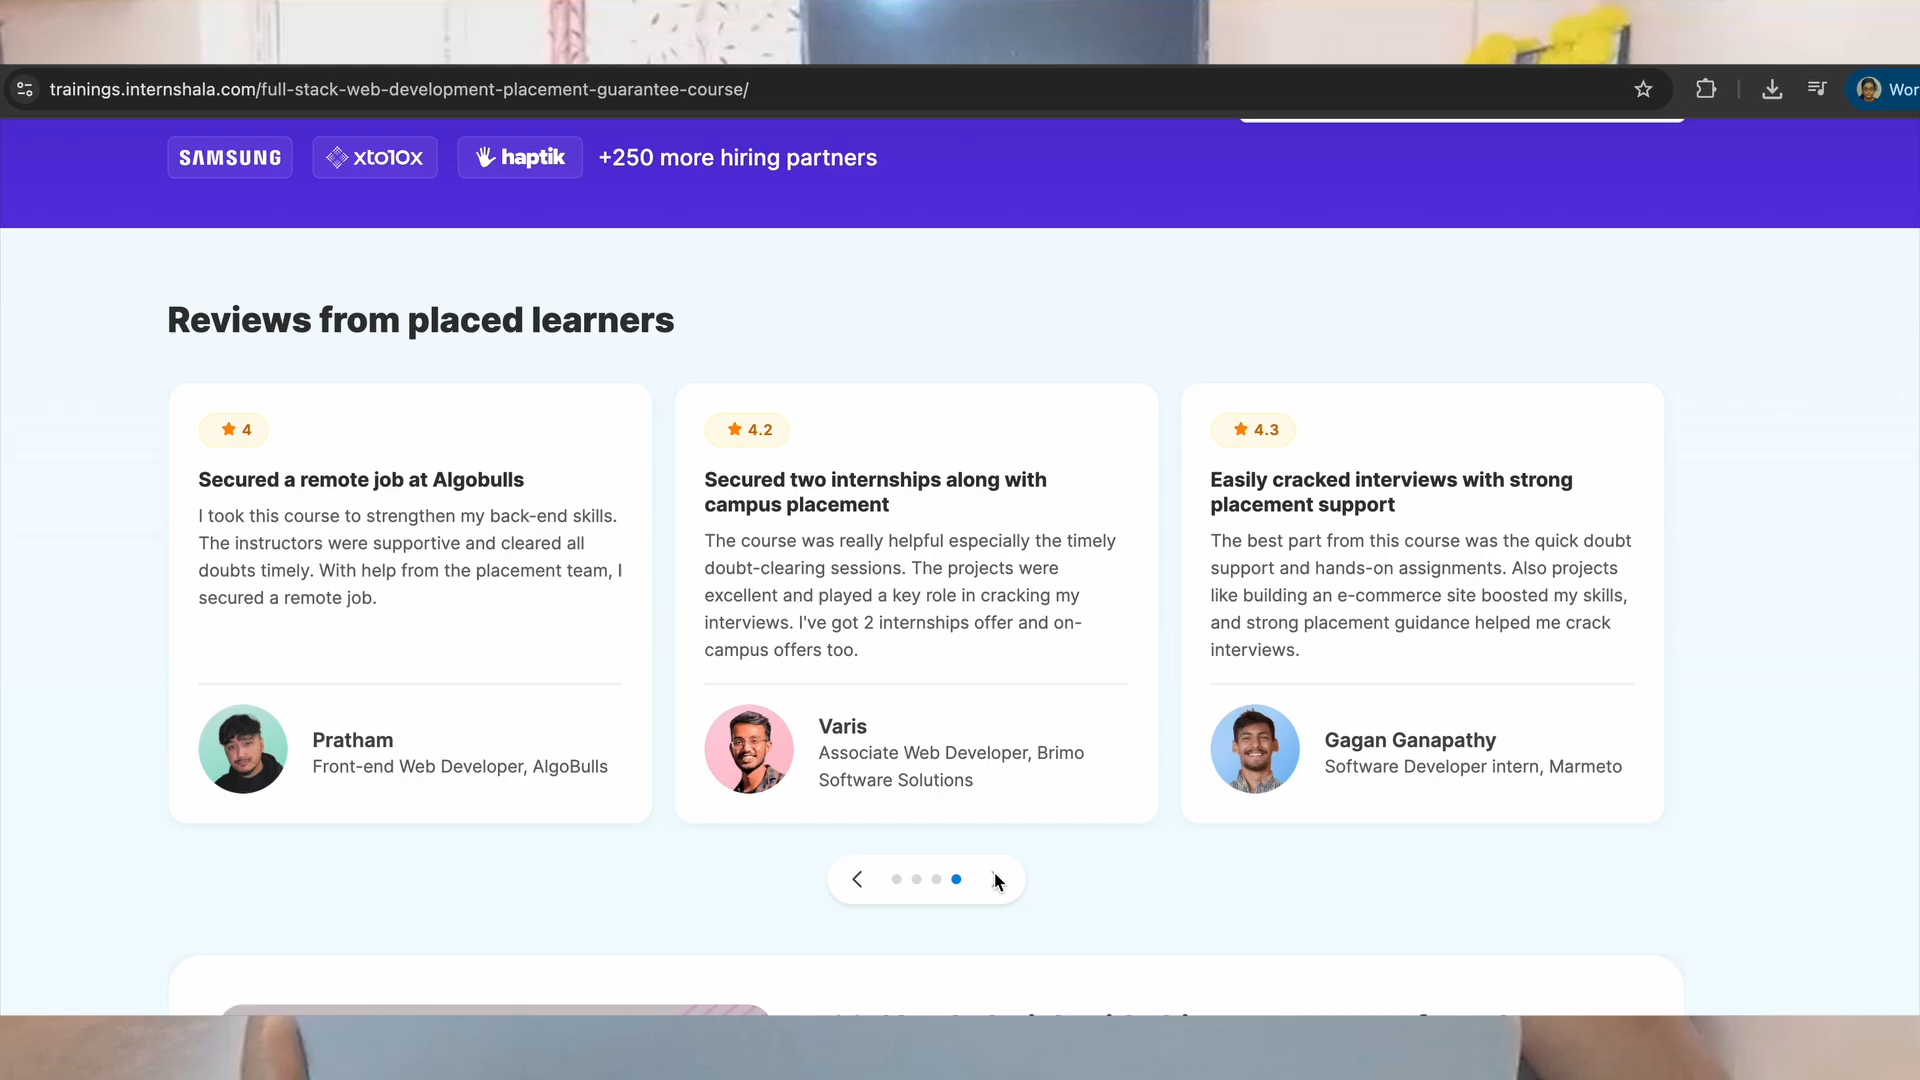 trainings.internshala.com/full-stack-web-development-placement-guarantee-course/
Wor
SAMSUNG
xto10x
haptik
+250 more hiring partners
Reviews from placed learners
4
Secured a remote job at Algobulls
I took this course to strengthen my back-end skills.
The instructors were supportive and cleared all
doubts timely. With help from the placement team, I
secured a remote job.
Pratham
Front-end Web Developer, AlgoBulls
4.2
Secured two internships along with
campus placement
The course was really helpful especially the timely
doubt-clearing sessions. The projects were
excellent and played a key role in cracking my
interviews. I've got 2 internships offer and on-
campus offers too.
Varis
Associate Web Developer, Brimo
Software Solutions
4.3
Easily cracked interviews with strong
placement support
The best part from this course was the quick doubt
support and hands-on assignments. Also projects
like building an e-commerce site boosted my skills,
and strong placement guidance helped me crack
interviews.
Gagan Ganapathy
Software Developer intern, Marmeto